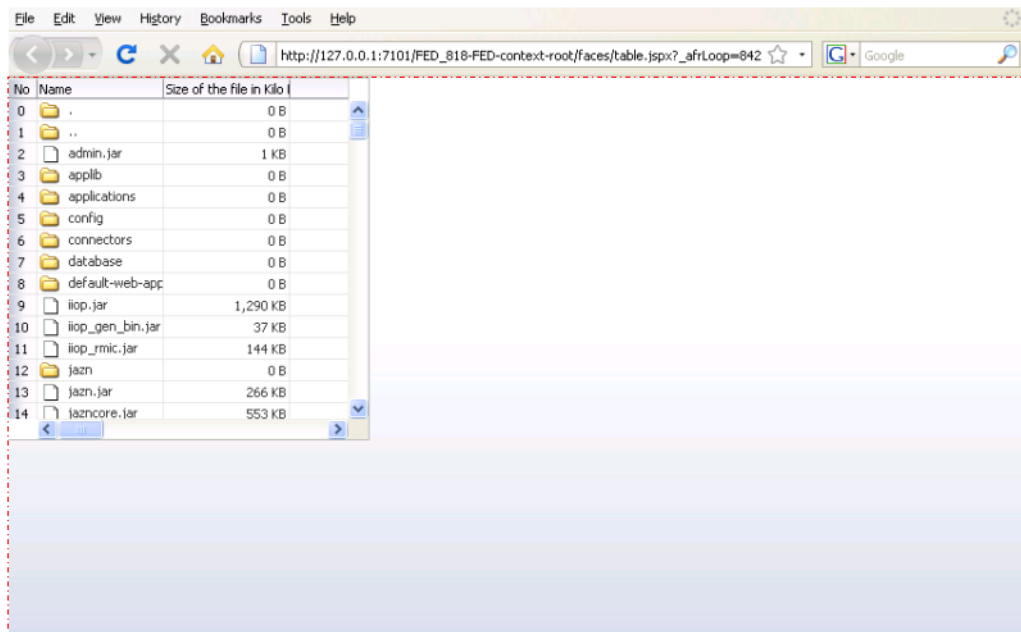 File Edit View History Bookmarks Tools Help
http://127.0.0.1:7101/FED_818-FED-context-root/faces/table.jspx?_afrLoop=842 G Google
No Name Size of the file in Kilo
0 . 0 B
1 .. 0 B
2 admin.jar 1 KB
3 applib 0 B
4 applications 0 B
5 config 0 B
6 connectors 0 B
7 database 0 B
8 default-web-app 0 B
9 iiop.jar 1,290 KB
10 iiop_gen_bin.jar 37 KB
11 iiop_rmic.jar 144 KB
12 jazn 0 B
13 jazn.jar 266 KB
14 jazncore.jar 553 KB